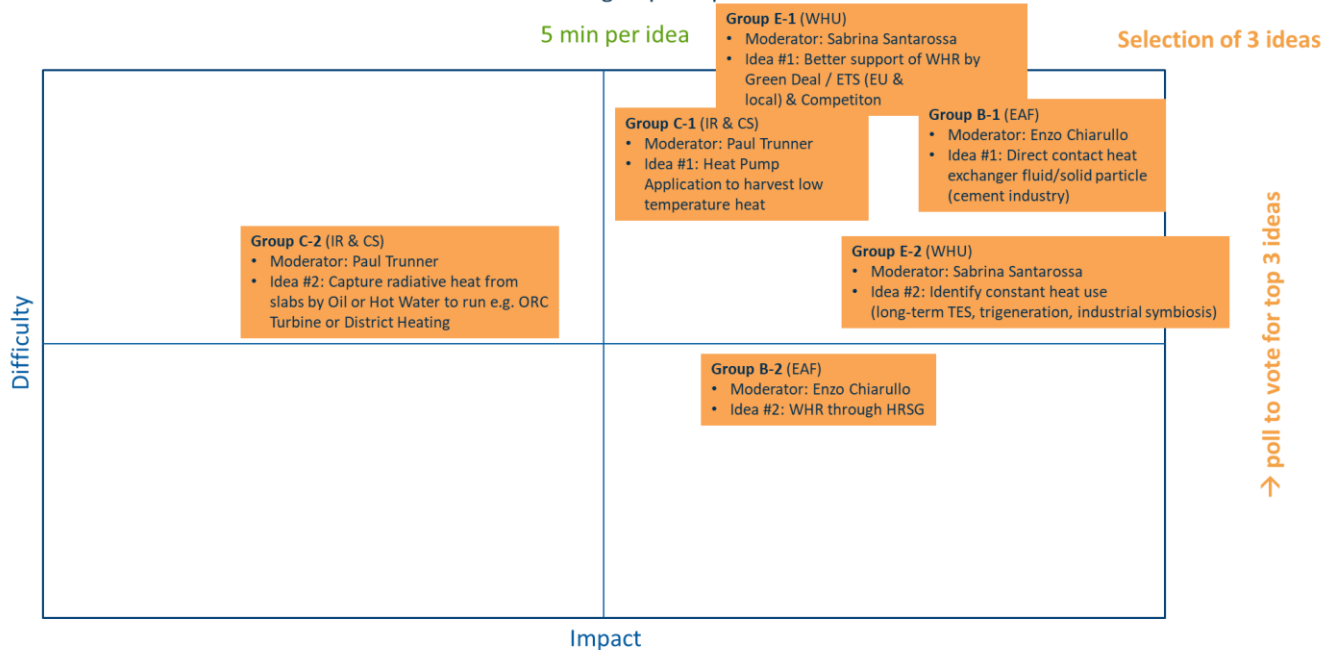 5 min per idea
Selection of 3 ideas
Group E-1 (WHU)
• Moderator: Sabrina Santarossa
• Idea #1: Better support of WHR by
Green Deal / ETS (EU &
local) & Competiton
Group C-1 (IR & CS)
• Moderator: Paul Trunner
• Idea #1: Heat Pump
Application to harvest low
temperature heat
Group B-1 (EAF)
• Moderator: Enzo Chiarullo
• Idea #1: Direct contact heat
exchanger fluid/solid particle
(cement industry)
Group C-2 (IR & CS)
• Moderator: Paul Trunner
• Idea #2: Capture radiative heat from
slabs by Oil or Hot Water to run e.g. ORC
Turbine or District Heating
Group E-2 (WHU)
• Moderator: Sabrina Santarossa
• Idea #2: Identify constant heat use
(long-term TES, trigeneration, industrial symbiosis)
Group B-2 (EAF)
• Moderator: Enzo Chiarullo
• Idea #2: WHR through HRSG
Difficulty
Impact
→ poll to vote for top 3 ideas